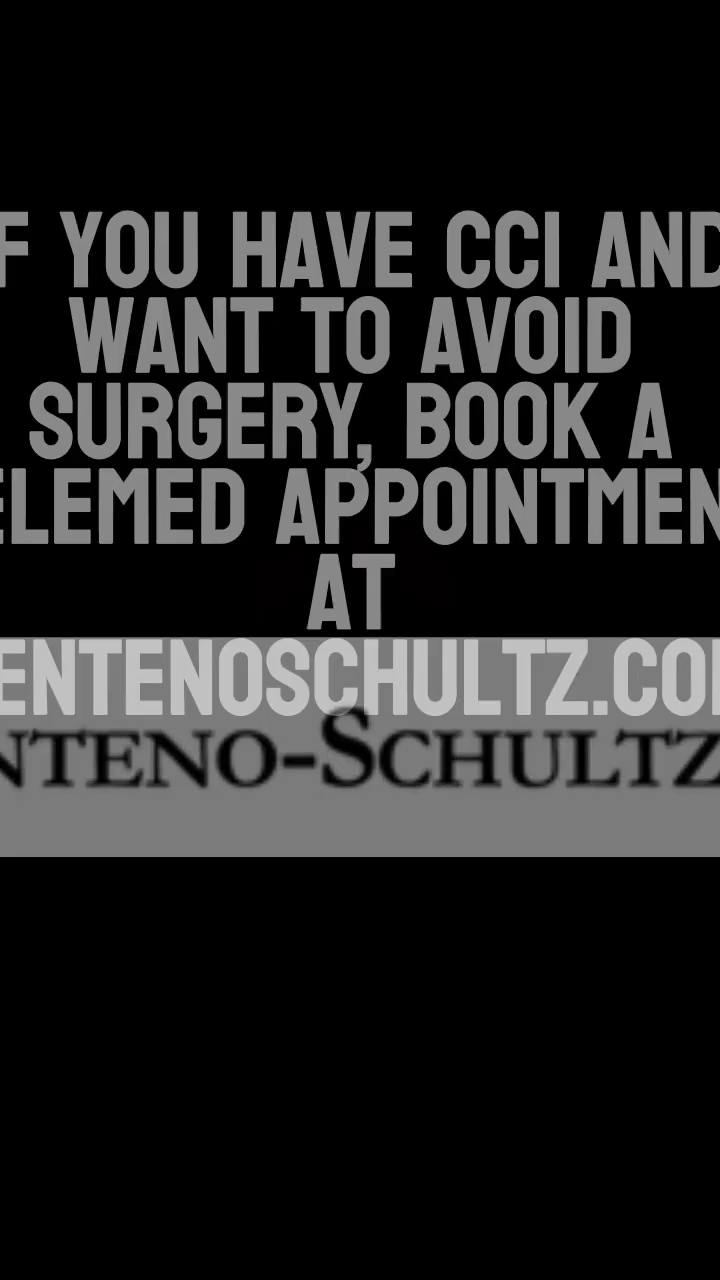 F YOU HAVE CCI AND
WANT TO AVOID
SURGERY, BOOK A
ELEMED APPOINTMEN
AT
ENTENOSCHULTZ.CO
NTENO-SCHULTZ